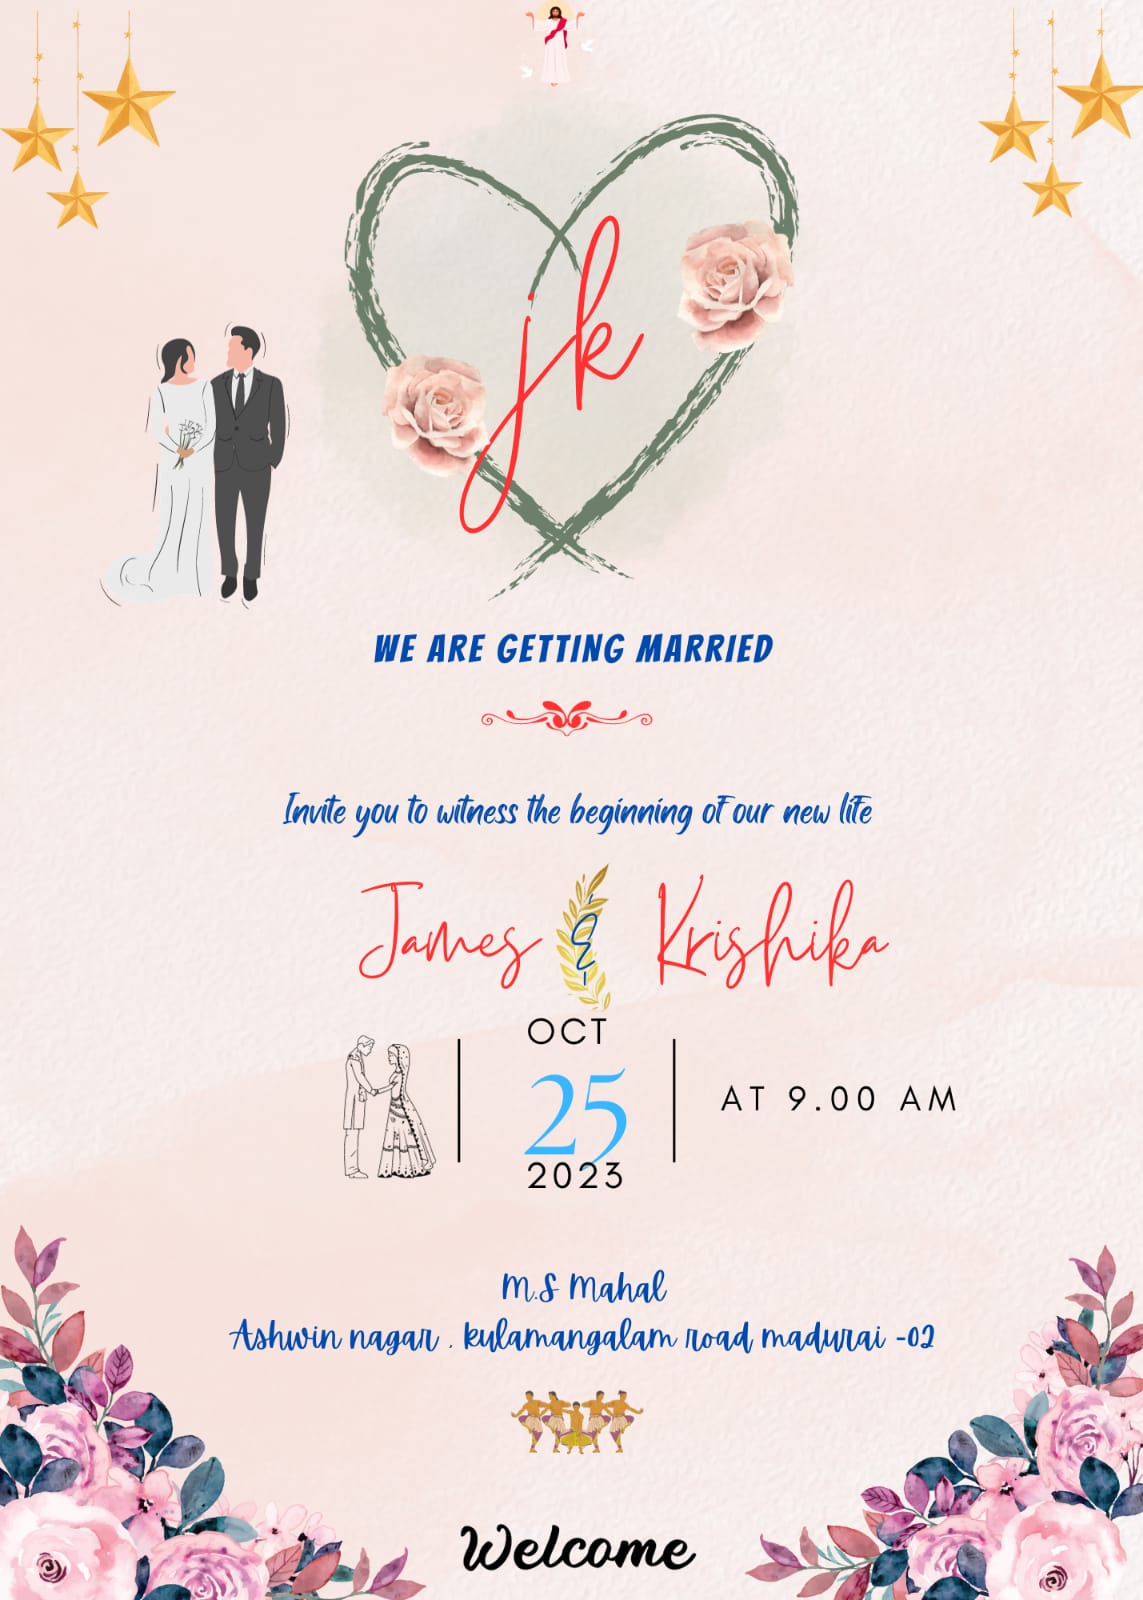 jk
WE ARE GETTING MARRIED
Invite you to witness the beginning of our new life
James & Krishika
OCT
25
2023
AT 9.00 AM
M.S Mahal
Ashwin nagar , kulamangalam road madurai -02
Welcome